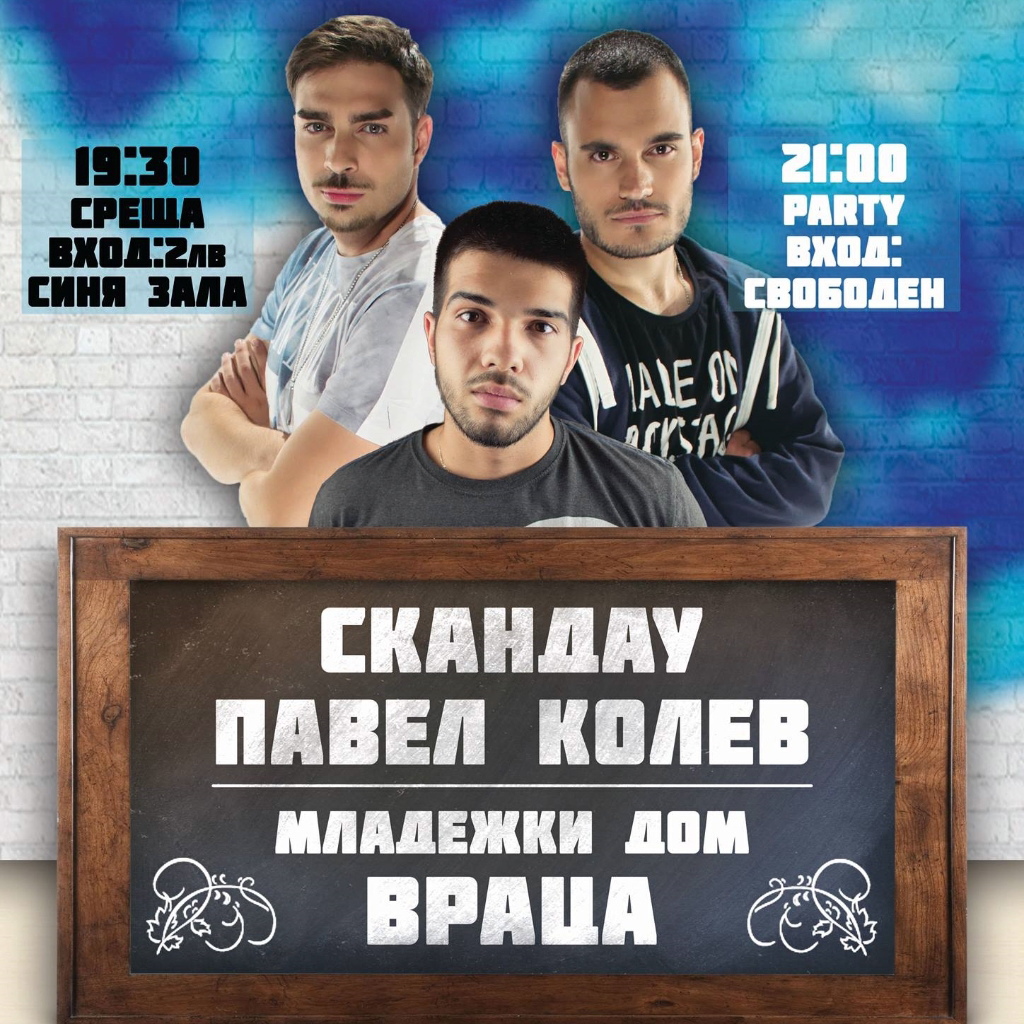 19:30
СРЕЩА
ВХОД:2лв
СИНЯ ЗАЛА
21:00
PARTY
ВХОД:
СВОБОДЕН
СКАНДАУ
ПАВЕЛ КОЛЕВ
МЛАДЕЖКИ ДОМ
ВРАЦА